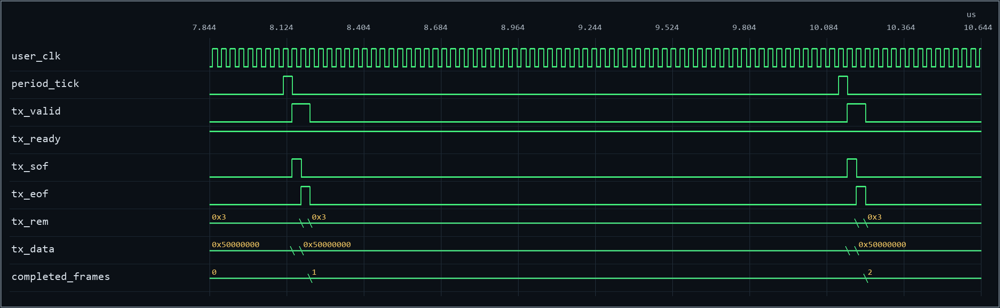 us
7.844 8.124 8.404 8.684 8.964 9.244 9.524 9.804 10.084 10.364 10.644
user_clk
period_tick
tx_valid
tx_ready
tx_sof
tx_eof
tx_rem 0x3 0x3 0x3
tx_data 0x50000000 0x50000000 0x50000000
completed_frames 0 1 2